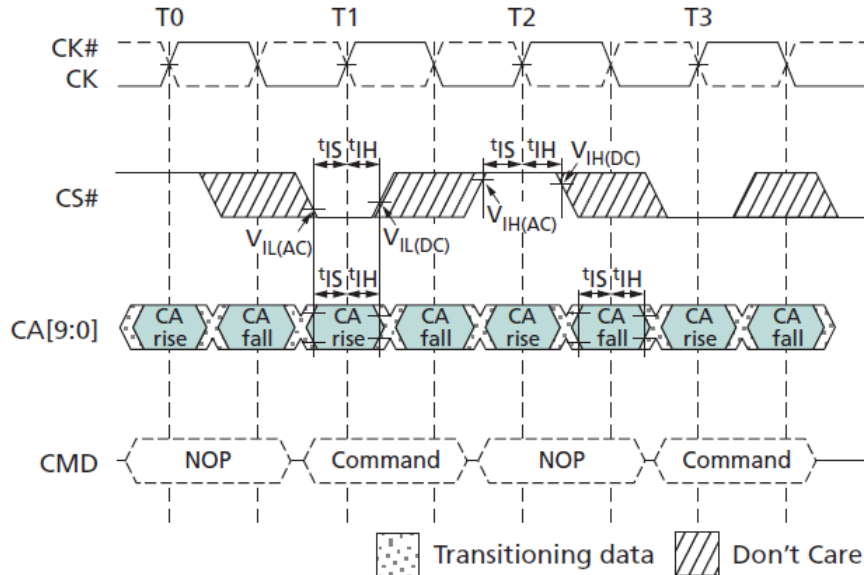 T0 T1 T2 T3
CK#
CK
tIS tIH tIS tIH VIH(DC)
CS#
VIL(AC) VIL(DC) VIH(AC)
tIS tIH tIS tIH
CA[9:0] CA rise CA fall CA rise CA fall CA rise CA fall CA rise CA fall
CMD NOP Command NOP Command
Transitioning data Don't Care